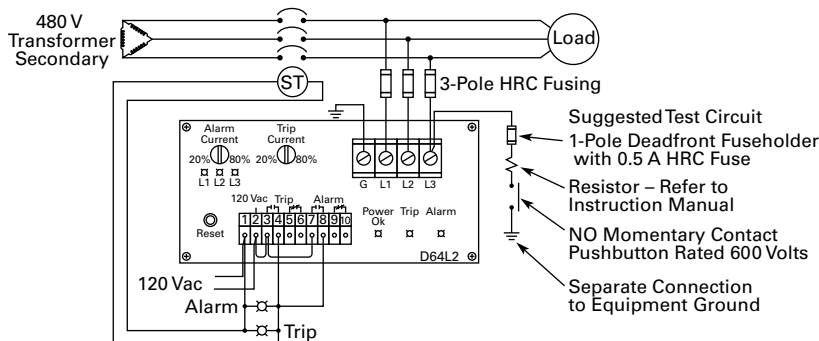 480 V
Transformer
Secondary
Load
ST
3-Pole HRC Fusing
Alarm
Current
20% 80%
L1 L2 L3
Trip
Current
20% 80%
G L1 L2 L3
Suggested Test Circuit
1-Pole Deadfront Fuseholder
with 0.5 A HRC Fuse
Resistor – Refer to
Instruction Manual
NO Momentary Contact
Pushbutton Rated 600 Volts
Separate Connection
to Equipment Ground
120 Vac Trip Alarm
1 2 3 4 5 6 7 8 9 10
Reset
Power
Ok
Trip
Alarm
D64L2
120 Vac
Alarm
Trip